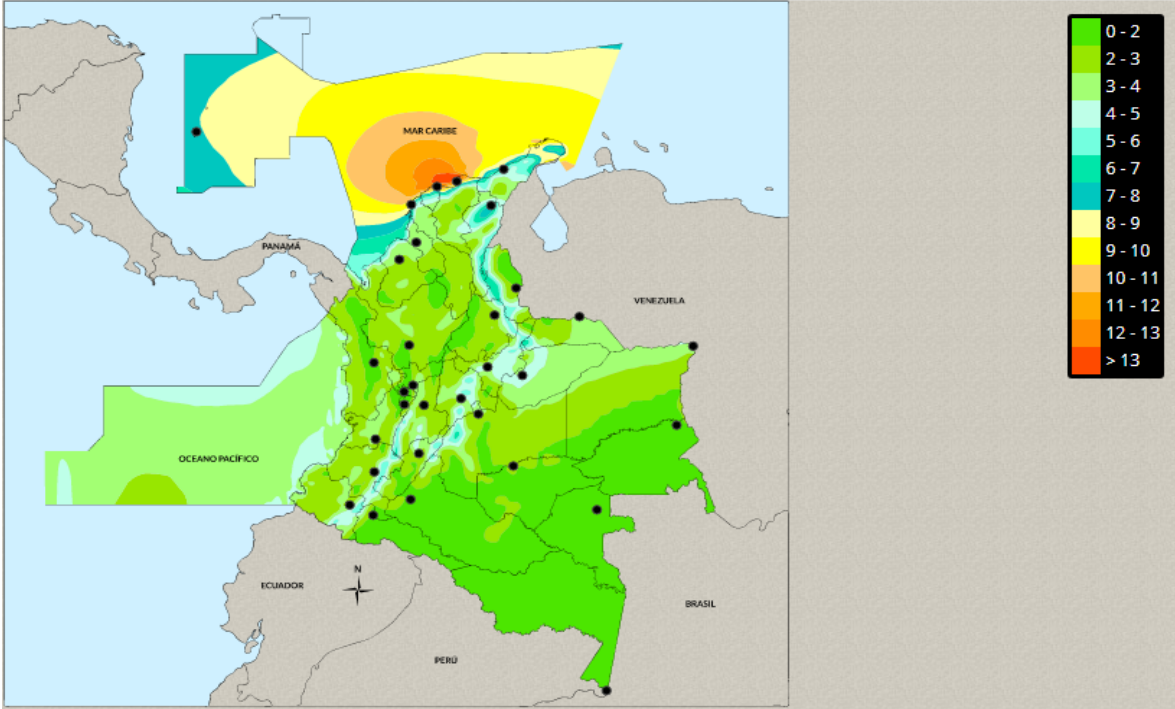 0 - 2
2 - 3
3 - 4
4 - 5
5 - 6
6 - 7
7 - 8
8 - 9
9 - 10
10 - 11
11 - 12
12 - 13
> 13
MAR CARIBE
PANAMÁ
VENEZUELA
OCEANO PACÍFICO
N
ECUADOR
BRASIL
PERÚ